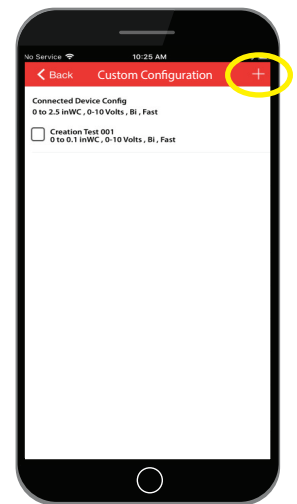 No Service 10:25 AM
Back Custom Configuration +
Connected Device Config
0 to 2.5 inWC , 0-10 Volts , Bi , Fast
Creation Test 001
0 to 0.1 inWC , 0-10 Volts , Bi , Fast